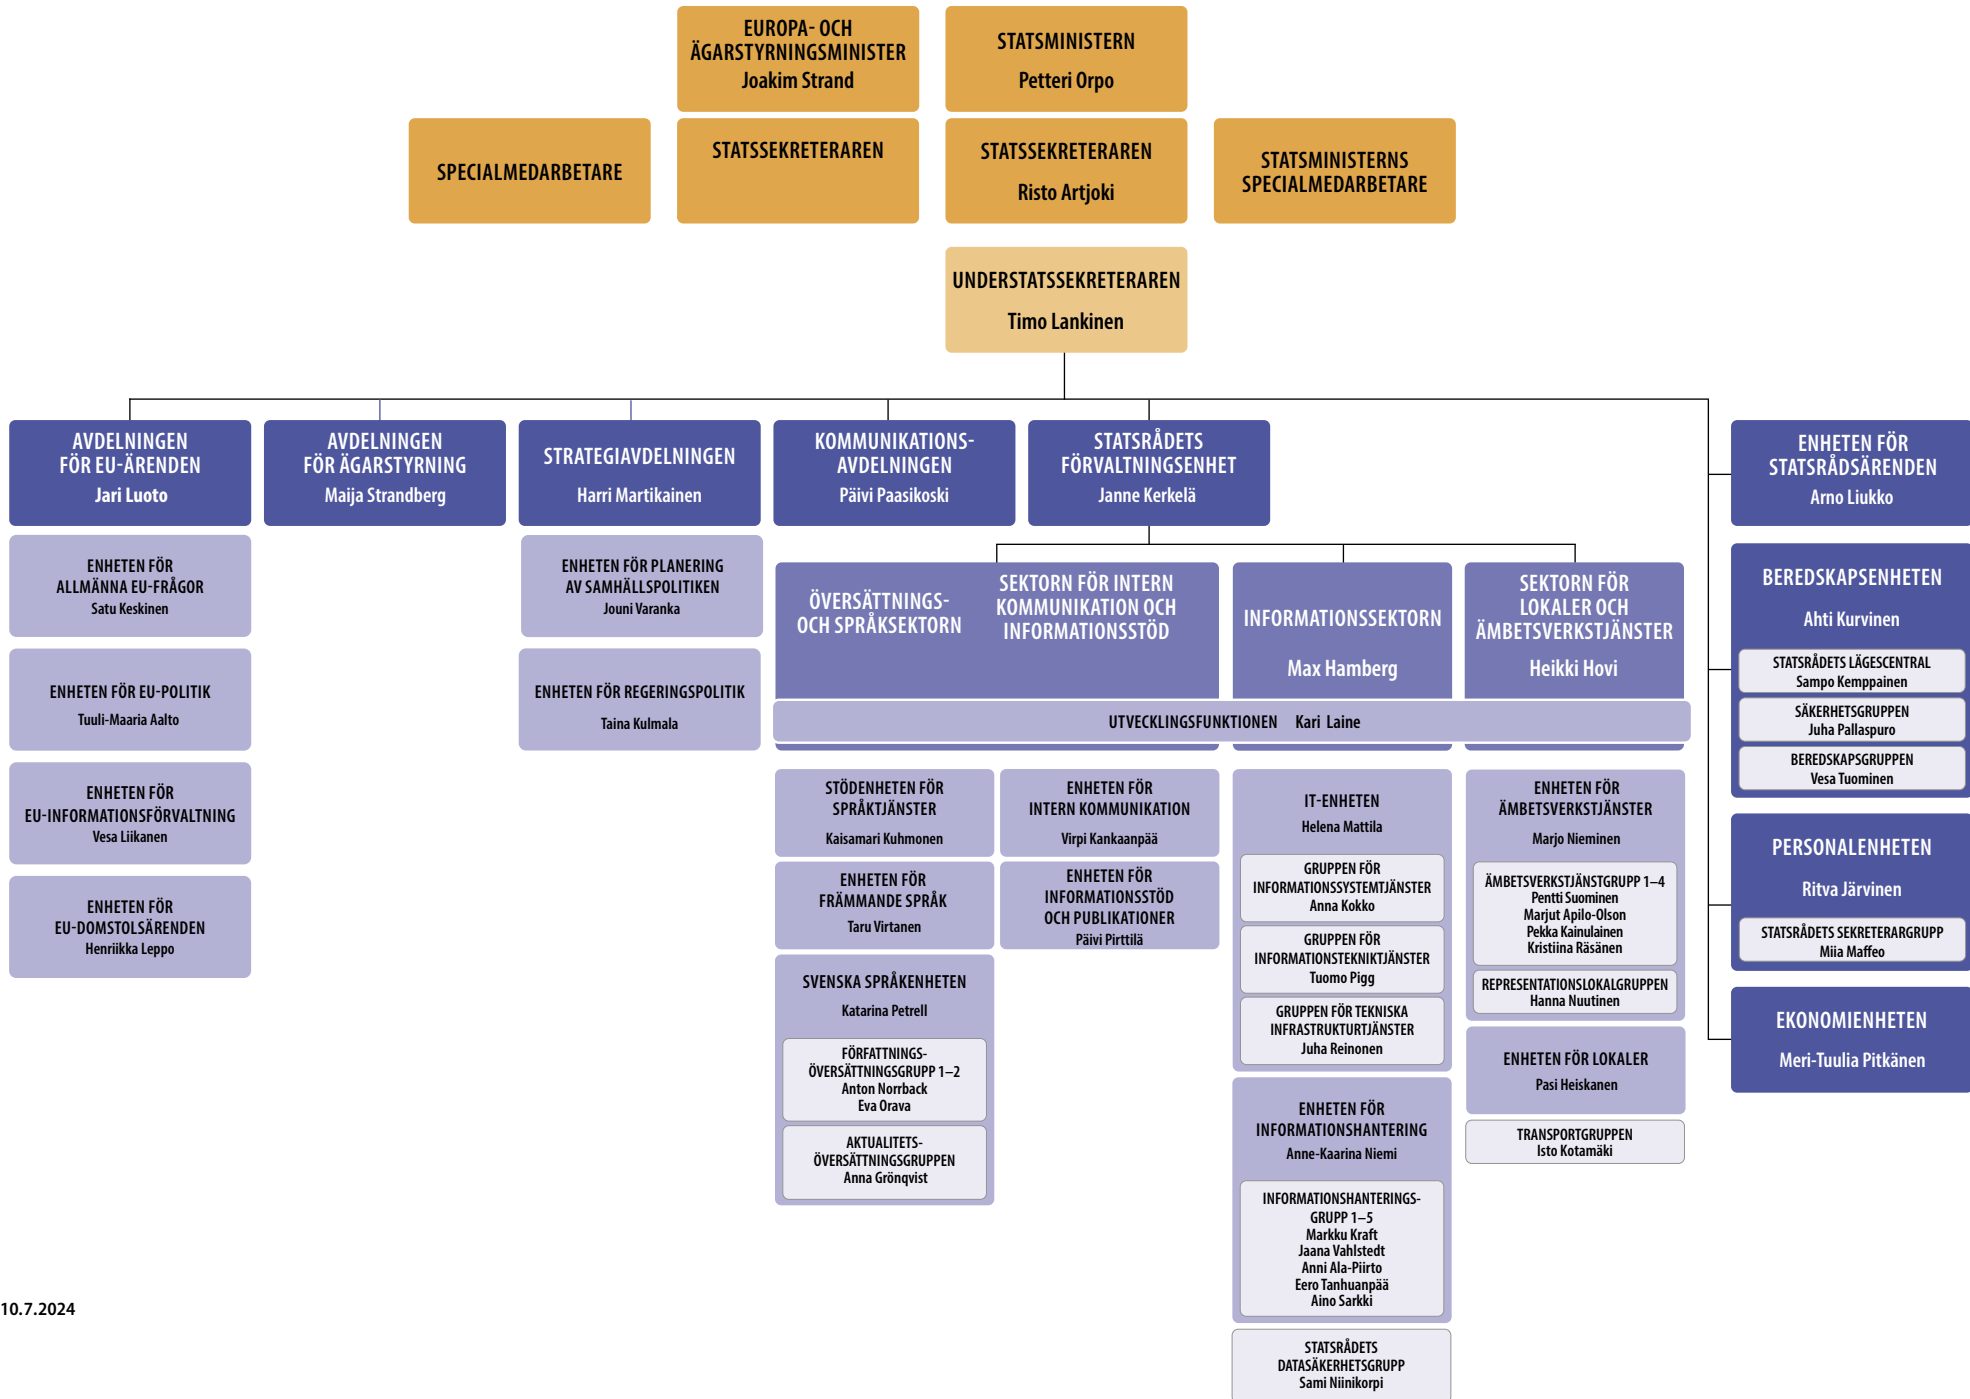 EUROPA- OCH
ÄGARSTYRNINGSMINISTER
Joakim Strand
STATSMINISTERN
Petteri Orpo
SPECIALMEDARBETARE
STATSSEKRETERAREN
STATSSEKRETERAREN
Risto Artjoki
STATSMINISTERNS
SPECIALMEDARBETARE
UNDERSTATSSEKRETERAREN
Timo Lankinen
AVDELNINGEN
FÖR EU-ÄRENDEN
Jari Luoto
AVDELNINGEN
FÖR ÄGARSTYRNING
Maija Strandberg
STRATEGIAVDELNINGEN
Harri Martikainen
KOMMUNIKATIONS-
AVDELNINGEN
Päivi Paasikoski
STATSRÅDETS
FÖRVALTNINGSENHET
Janne Kerkelä
ENHETEN FÖR
STATSRÅDSÄRENDEN
Arno Liukko
ENHETEN FÖR
ALLMÄNNA EU-FRÅGOR
Satu Keskinen
ENHETEN FÖR EU-POLITIK
Tuuli-Maaria Aalto
ENHETEN FÖR
EU-INFORMATIONSFÖRVALTNING
Vesa Liikanen
ENHETEN FÖR
EU-DOMSTOLSÄRENDEN
Henriikka Leppo
ENHETEN FÖR PLANERING
AV SAMHÄLLSPOLITIKEN
Jouni Varanka
ENHETEN FÖR REGERINGSPOLITIK
Taina Kulmala
ÖVERSÄTTNINGS-
OCH SPRÅKSEKTORN
SEKTORN FÖR INTERN
KOMMUNIKATION OCH
INFORMATIONSSTÖD
INFORMATIONSSEKTORN
Max Hamberg
SEKTORN FÖR
LOKALER OCH
ÄMBETSVERKSTJÄNSTER
Heikki Hovi
UTVECKLINGSFUNKTIONEN Kari Laine
STÖDENHETEN FÖR
SPRÅKTJÄNSTER
Kaisamari Kuhmonen
ENHETEN FÖR
FRÄMMANDE SPRÅK
Taru Virtanen
SVENSKA SPRÅKENHETEN
Katarina Petrell
FÖRFATTNINGS-
ÖVERSÄTTNINGSGRUPP 1–2
Anton Norrback
Eva Orava
AKTUALITETS-
ÖVERSÄTTNINGSGRUPPEN
Anna Grönqvist
ENHETEN FÖR
INTERN KOMMUNIKATION
Virpi Kankaanpää
ENHETEN FÖR
INFORMATIONSSTÖD
OCH PUBLIKATIONER
Päivi Pirttilä
IT-ENHETEN
Helena Mattila
GRUPPEN FÖR
INFORMATIONSSYSTEMTJÄNSTER
Anna Kokko
GRUPPEN FÖR
INFORMATIONSTEKNIKTJÄNSTER
Tuomo Pigg
GRUPPEN FÖR TEKNISKA
INFRASTRUKTURTJÄNSTER
Juha Reinonen
ENHETEN FÖR
INFORMATIONSHANTERING
Anne-Kaarina Niemi
INFORMATIONSHANTERINGS-
GRUPP 1–5
Markku Kraft
Jaana Vahlstedt
Anni Ala-Piirto
Eero Tanhuanpää
Aino Sarkki
STATSRÅDETS
DATASÄKERHETSGRUPP
Sami Niinikorpi
ENHETEN FÖR
ÄMBETSVERKSTJÄNSTER
Marjo Nieminen
ÄMBETSVERKSTJÄNSTGRUPP 1–4
Pentti Suominen
Marjut Apilo-Olson
Pekka Kainulainen
Kristiina Räsänen
REPRESENTATIONSLOKALGRUPPEN
Hanna Nuutinen
ENHETEN FÖR LOKALER
Pasi Heiskanen
TRANSPORTGRUPPEN
Isto Kotamäki
BEREDSKAPSENHETEN
Ahti Kurvinen
STATSRÅDETS LÄGESCENTRAL
Sampo Kemppainen
SÄKERHETSGRUPPEN
Juha Pallaspuro
BEREDSKAPSGRUPPEN
Vesa Tuominen
PERSONALENHETEN
Ritva Järvinen
STATSRÅDETS SEKRETERARGRUPP
Miia Maffeo
EKONOMIENHETEN
Meri-Tuulia Pitkänen
10.7.2024